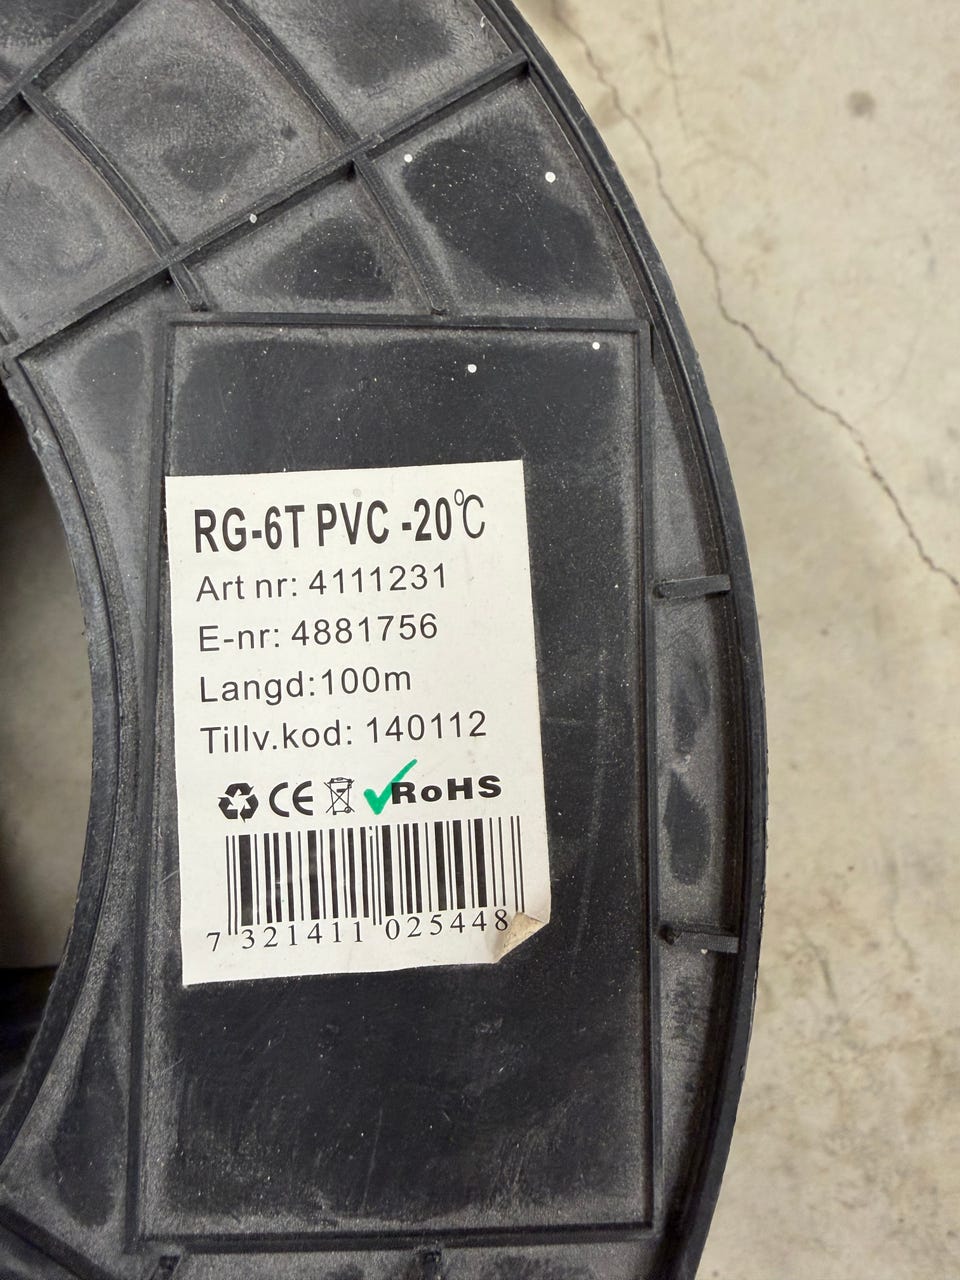 RG-6T PVC -20℃
Art nr: 4111231
E-nr: 4881756
Langd:100m
Tillv.kod: 140112
CE RoHS
7 321411 025448